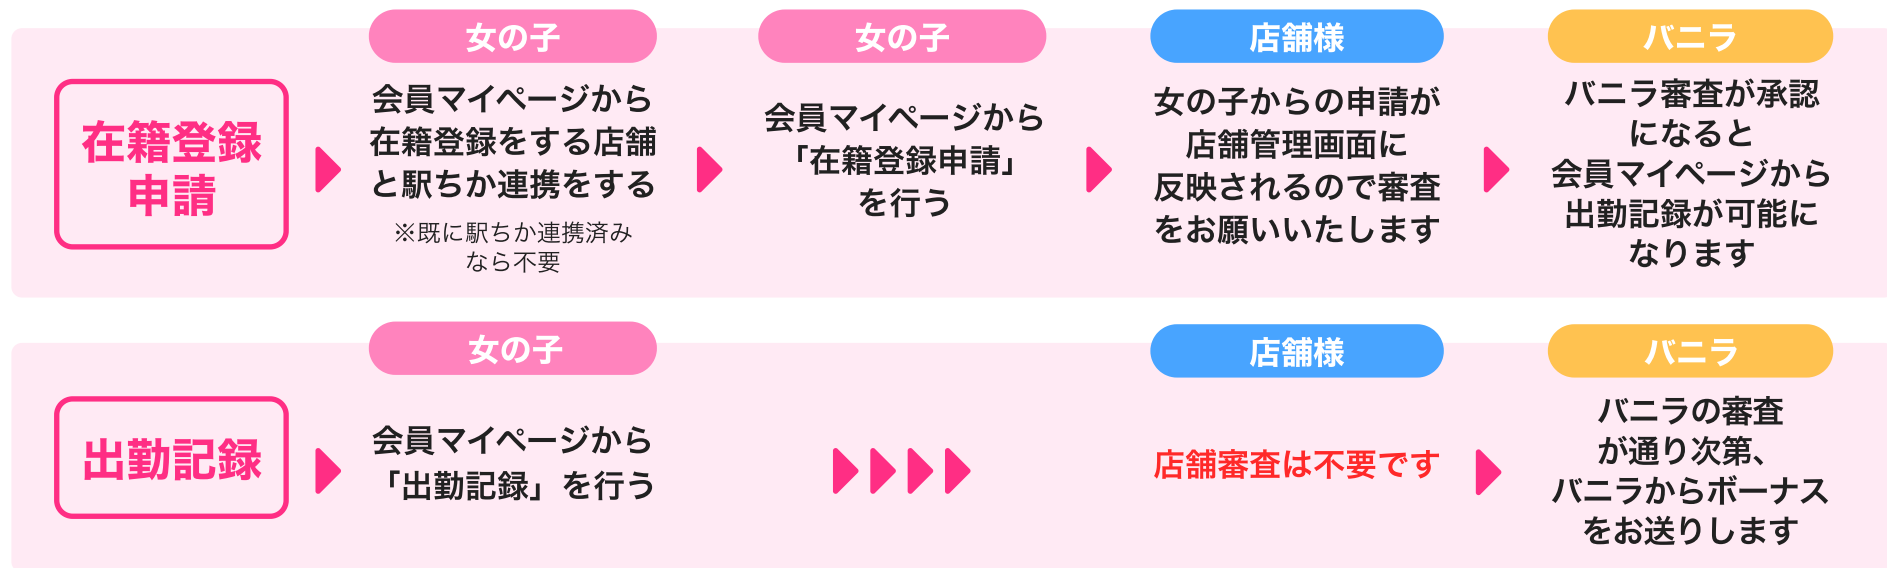 在籍登録
申請
女の子
会員マイページから
在籍登録をする店舗
と駅ちか連携をする
※既に駅ちか連携済み
なら不要
女の子
会員マイページから
「在籍登録申請」
を行う
店舗様
女の子からの申請が
店舗管理画面に
反映されるので審査
をお願いいたします
バニラ
バニラ審査が承認
になると
会員マイページから
出勤記録が可能に
なります
出勤記録
女の子
会員マイページから
「出勤記録」を行う
店舗様
店舗審査は不要です
バニラ
バニラの審査
が通り次第、
バニラからボーナス
をお送りします